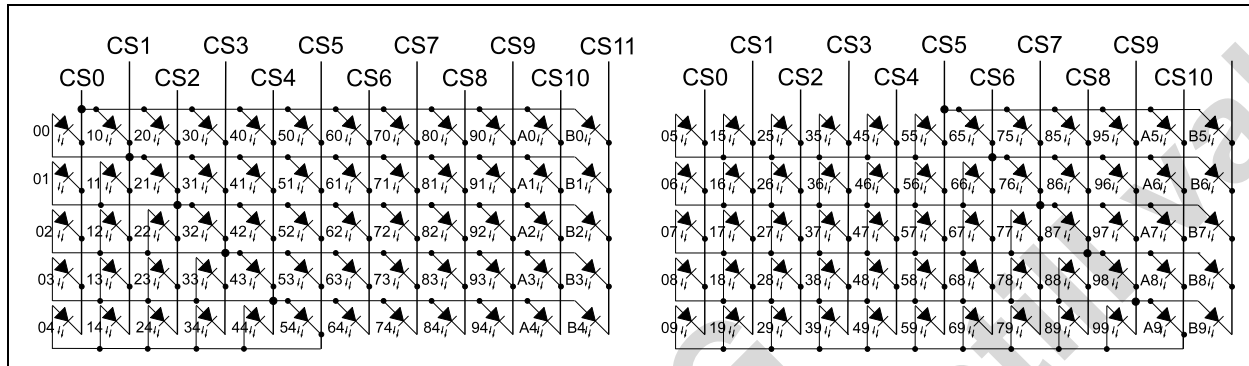 CS1 CS3 CS5 CS7 CS9 CS11
CS0 CS2 CS4 CS6 CS8 CS10
00 10 20 30 40 50 60 70 80 90 A0 B0
01 11 21 31 41 51 61 71 81 91 A1 B1
02 12 22 32 42 52 62 72 82 92 A2 B2
03 13 23 33 43 53 63 73 83 93 A3 B3
04 14 24 34 44 54 64 74 84 94 A4 B4
CS1 CS3 CS5 CS7 CS9
CS0 CS2 CS4 CS6 CS8 CS10
05 15 25 35 45 55 65 75 85 95 A5 B5
06 16 26 36 46 56 66 76 86 96 A6 B6
07 17 27 37 47 57 67 77 87 97 A7 B7
08 18 28 38 48 58 68 78 88 98 A8 B8
09 19 29 39 49 59 69 79 89 99 A9 B9
still